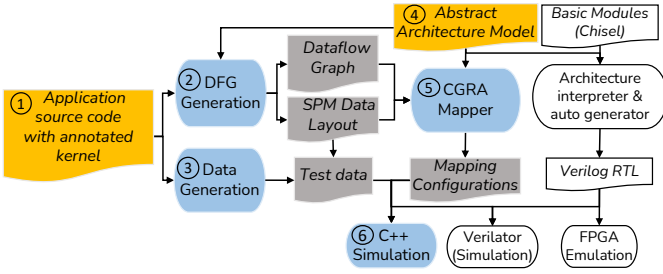 ④ Abstract
Architecture Model
Basic Modules
(Chisel)
① Application
source code
with annotated
kernel
② DFG
Generation
Dataflow
Graph
SPM Data
Layout
⑤ CGRA
Mapper
Architecture
interpreter &
auto generator
③ Data
Generation
Test data
Mapping
Configurations
Verilog RTL
⑥ C++
Simulation
Verilator
(Simulation)
FPGA
Emulation